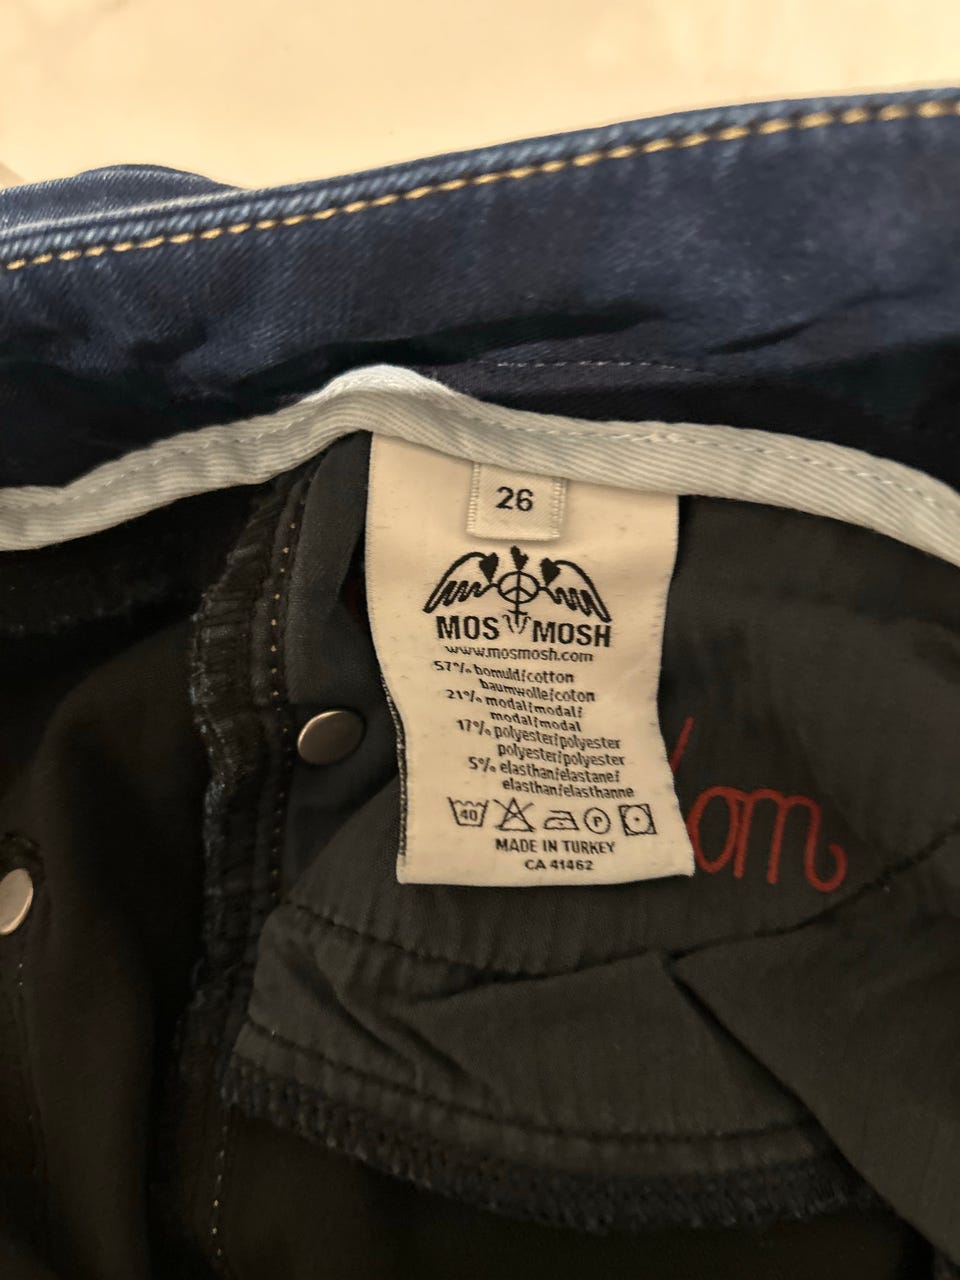 26
MOS MOSH
www.mosmosh.com
57% bomuld/cotton
baumwolle/coton
21% modal/modal/
modal/modal
17% polyester/polyester
polyester/polyester
5% elasthan/elastane/
elasthan/elasthanne
40
P
MADE IN TURKEY
CA 41462